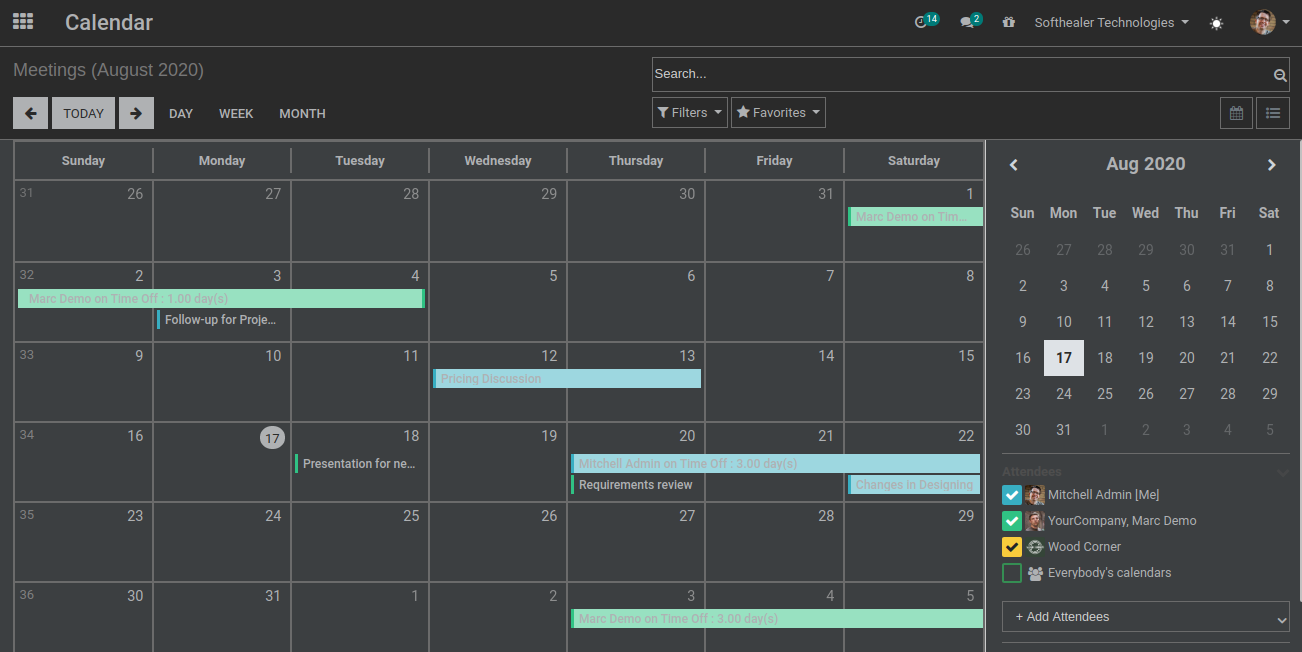 Calendar
14
2
Softhealer Technologies
Meetings (August 2020)
Search...
TODAY
DAY WEEK MONTH
Filters
Favorites
Sunday Monday Tuesday Wednesday Thursday Friday Saturday
31 26 27 28 29 30 31 1
Marc Demo on Tim...
32 2 3 4 5 6 7 8
Marc Demo on Time Off : 1.00 day(s)
Follow-up for Proje...
33 9 10 11 12 13 14 15
Pricing Discussion
34 16 17 18 19 20 21 22
Presentation for ne...
Mitchell Admin on Time Off : 3.00 day(s)
Requirements review
Changes in Designing
35 23 24 25 26 27 28 29
36 30 31 1 2 3 4 5
Marc Demo on Time Off : 3.00 day(s)
Aug 2020
Sun Mon Tue Wed Thu Fri Sat
26 27 28 29 30 31 1
2 3 4 5 6 7 8
9 10 11 12 13 14 15
16 17 18 19 20 21 22
23 24 25 26 27 28 29
30 31 1 2 3 4 5
Attendees
Mitchell Admin [Me]
YourCompany, Marc Demo
Wood Corner
Everybody's calendars
+ Add Attendees